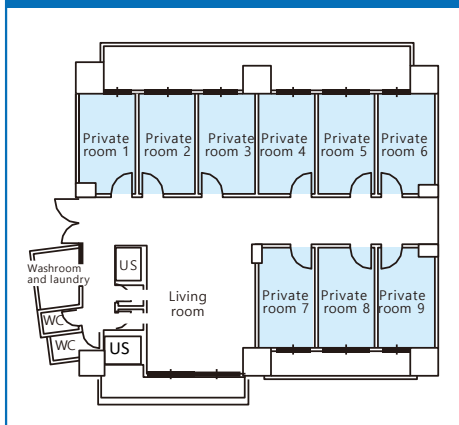 Private
room 1
Private
room 2
Private
room 3
Private
room 4
Private
room 5
Private
room 6
Washroom
and laundry
US
WC
WC
US
Living
room
Private
room 7
Private
room 8
Private
room 9